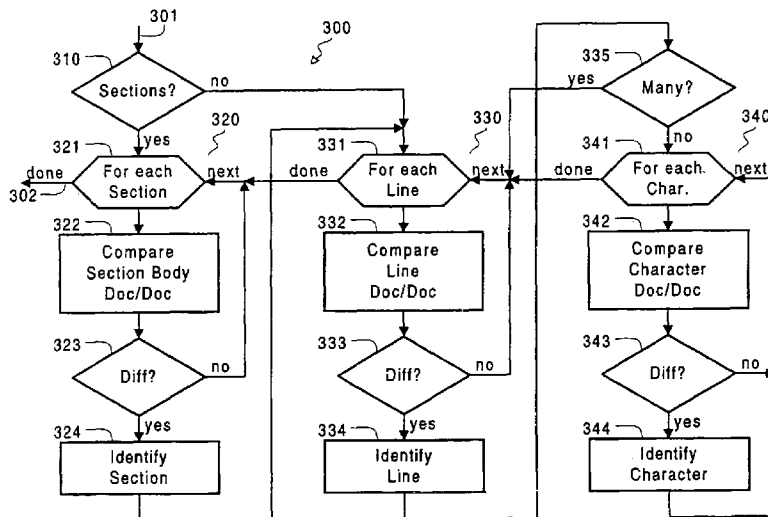 301
300
310
Sections?
no
yes
320
321
For each
Section
done
302
next
322
Compare
Section Body
Doc/Doc
323
Diff?
no
yes
324
Identify
Section
330
331
For each
Line
done
next
332
Compare
Line
Doc/Doc
333
Diff?
no
yes
334
Identify
Line
335
Many?
yes
no
340
341
For each
Char.
done
next
342
Compare
Character
Doc/Doc
343
Diff?
no
yes
344
Identify
Character